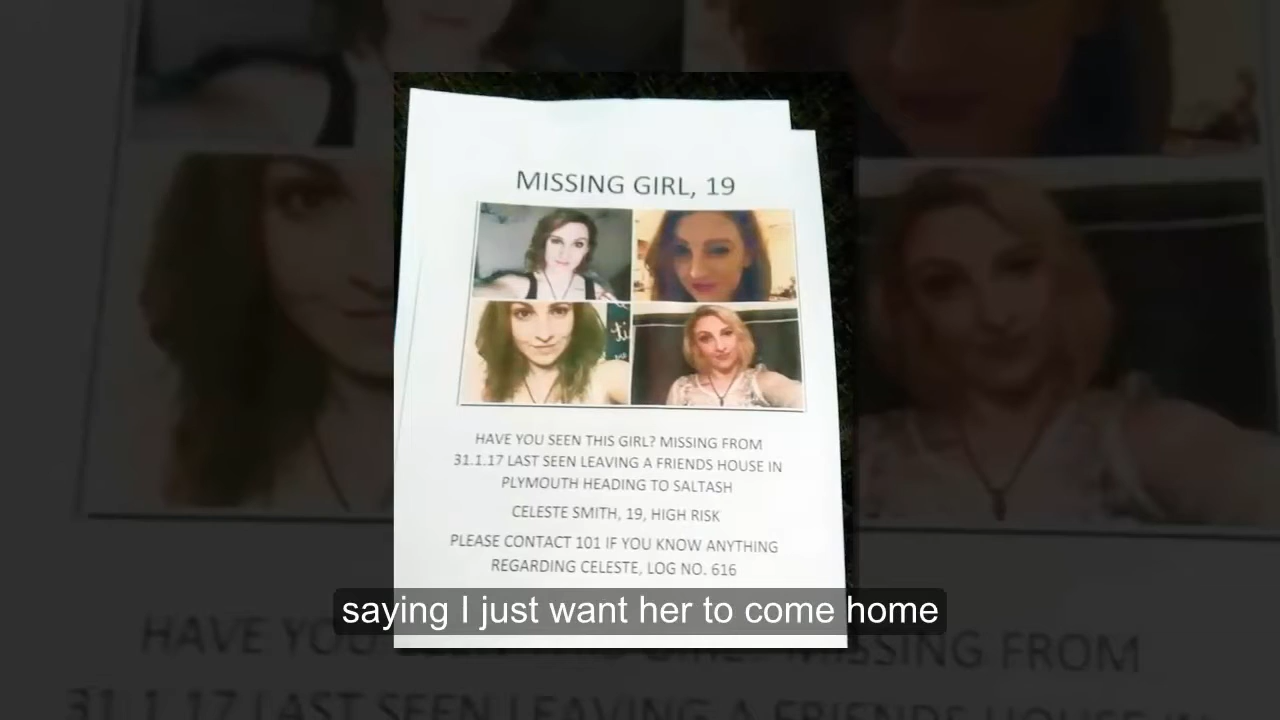 MISSING GIRL, 19
HAVE YOU SEEN THIS GIRL? MISSING FROM
31.1.17 LAST SEEN LEAVING A FRIENDS HOUSE IN
PLYMOUTH HEADING TO SALTASH
CELESTE SMITH, 19, HIGH RISK
PLEASE CONTACT 101 IF YOU KNOW ANYTHING
REGARDING CELESTE, LOG NO. 616
saying I just want her to come home